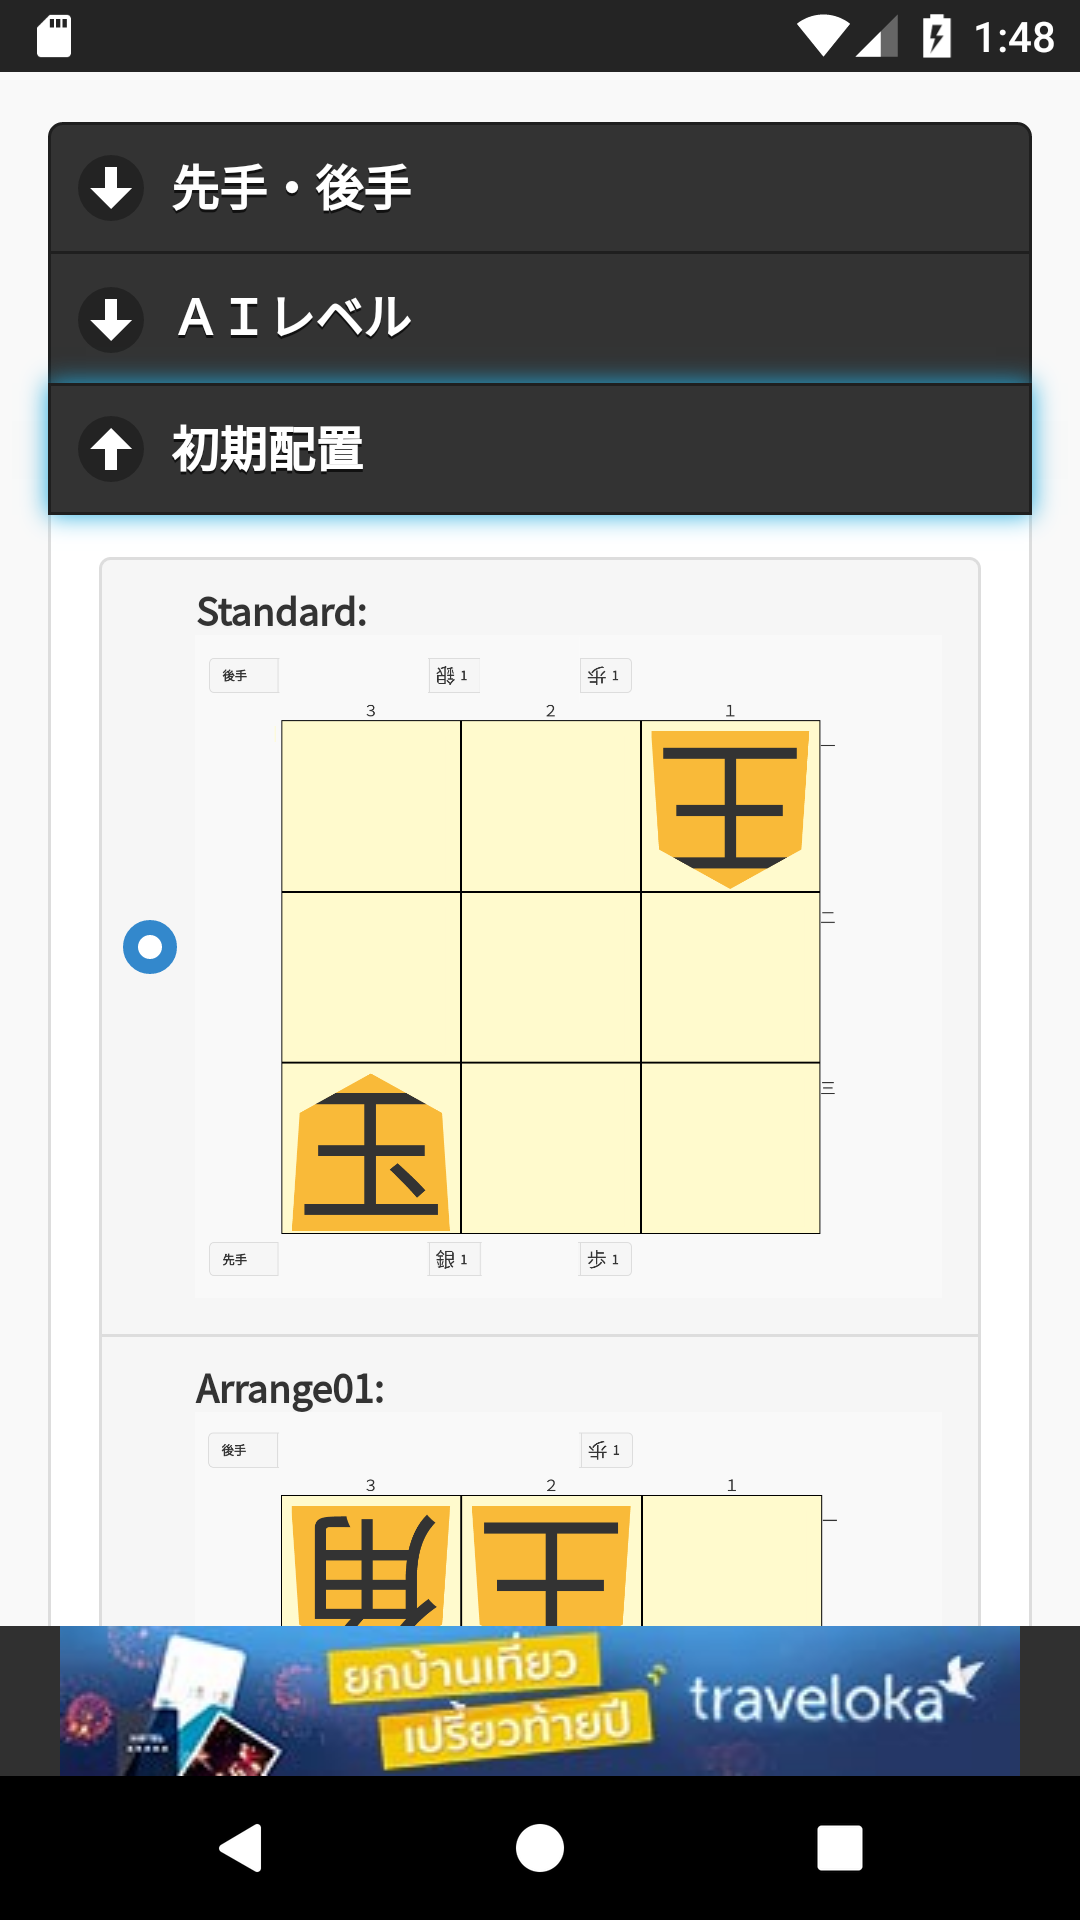 1:48
先手・後手
ＡＩレベル
初期配置
Standard:
後手
銀 1
歩 1
3 2 1
王
一
二
三
玉
先手
銀 1
歩 1
Arrange01:
後手
歩 1
3 2 1
角 王
一
ยกบ้านเที่ยว
เปรี้ยวท้ายปี
traveloka